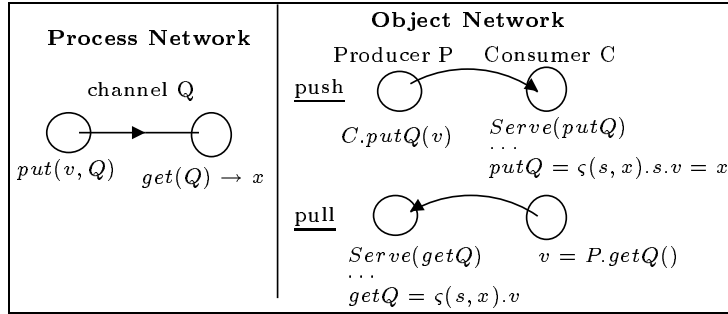 Process Network
channel Q
put(v, Q)
get(Q) → x
Object Network
Producer P
Consumer C
push
C.putQ(v)
Serve(putQ)
...
putQ = ς(s, x).s.v = x
pull
Serve(getQ)
...
getQ = ς(s, x).v
v = P.getQ()